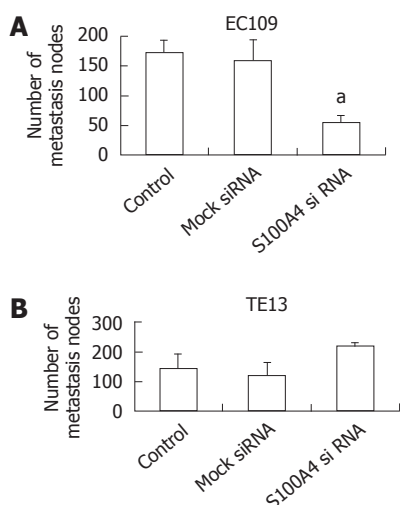 A
EC109
Number of
metastasis nodes
200
150
100
50
0
a
Control
Mock siRNA
S100A4 si RNA
B
TE13
Number of
metastasis nodes
300
200
100
0
Control
Mock siRNA
S100A4 si RNA